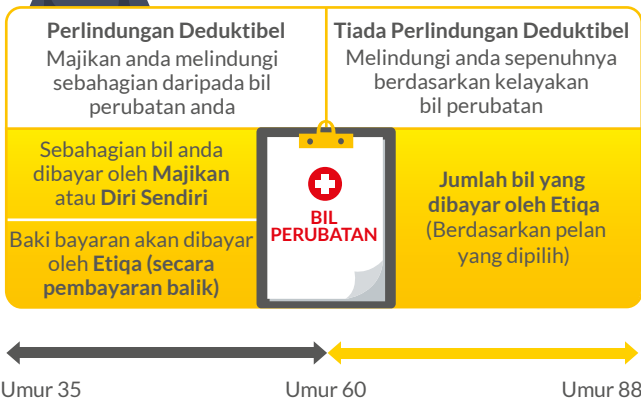 Perlindungan Deduktibel
Majikan anda melindungi
sebahagian daripada bil
perubatan anda
Tiada Perlindungan Deduktibel
Melindungi anda sepenuhnya
berdasarkan kelayakan
bil perubatan
Sebahagian bil anda
dibayar oleh Majikan
atau Diri Sendiri
Baki bayaran akan dibayar
oleh Etiqa (secara
pembayaran balik)
BIL
PERUBATAN
Jumlah bil yang
dibayar oleh Etiqa
(Berdasarkan pelan
yang dipilih)
Umur 35
Umur 60
Umur 88